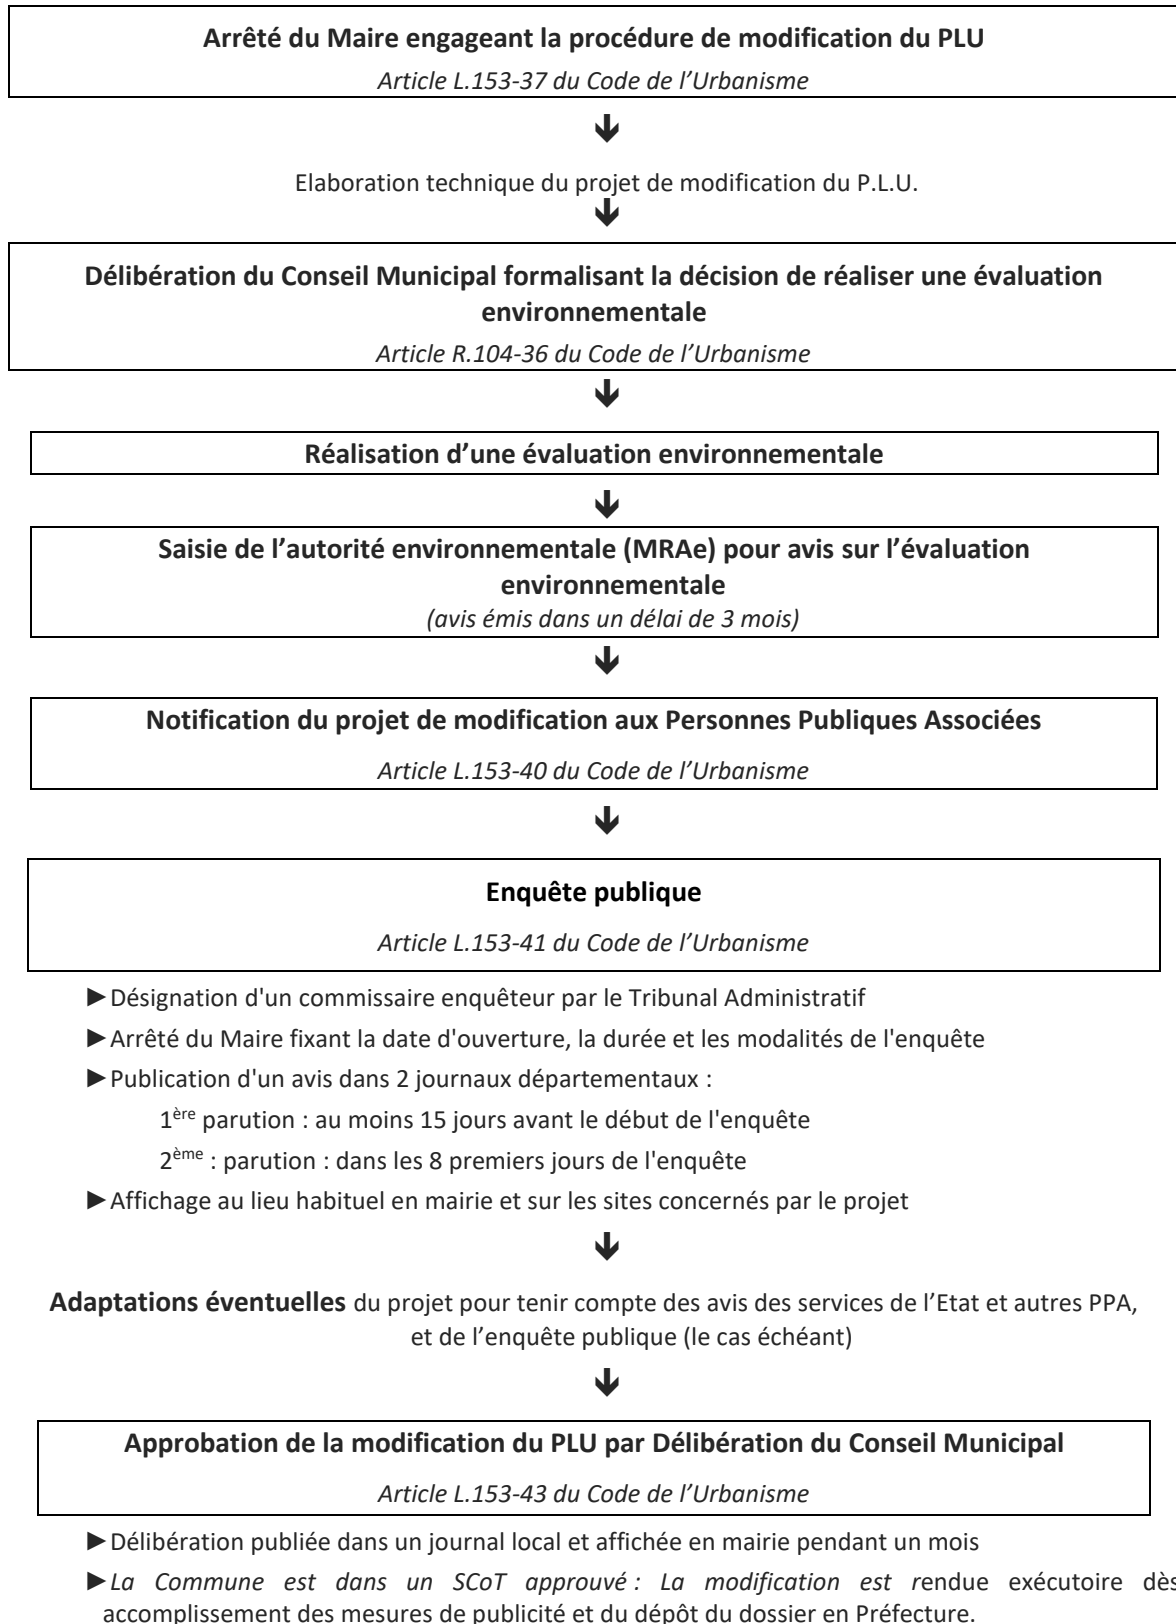 Arrêté du Maire engageant la procédure de modification du PLU
Article L.153-37 du Code de l’Urbanisme
Elaboration technique du projet de modification du P.L.U.
Délibération du Conseil Municipal formalisant la décision de réaliser une évaluation
environnementale
Article R.104-36 du Code de l’Urbanisme
Réalisation d’une évaluation environnementale
Saisie de l’autorité environnementale (MRAe) pour avis sur l’évaluation
environnementale
(avis émis dans un délai de 3 mois)
Notification du projet de modification aux Personnes Publiques Associées
Article L.153-40 du Code de l’Urbanisme
Enquête publique
Article L.153-41 du Code de l’Urbanisme
►Désignation d'un commissaire enquêteur par le Tribunal Administratif
►Arrêté du Maire fixant la date d'ouverture, la durée et les modalités de l'enquête
►Publication d'un avis dans 2 journaux départementaux :
1ère parution : au moins 15 jours avant le début de l'enquête
2ème : parution : dans les 8 premiers jours de l'enquête
►Affichage au lieu habituel en mairie et sur les sites concernés par le projet
Adaptations éventuelles du projet pour tenir compte des avis des services de l’Etat et autres PPA,
et de l’enquête publique (le cas échéant)
Approbation de la modification du PLU par Délibération du Conseil Municipal
Article L.153-43 du Code de l’Urbanisme
►Délibération publiée dans un journal local et affichée en mairie pendant un mois
►La Commune est dans un SCoT approuvé : La modification est rendue exécutoire dès
accomplissement des mesures de publicité et du dépôt du dossier en Préfecture.